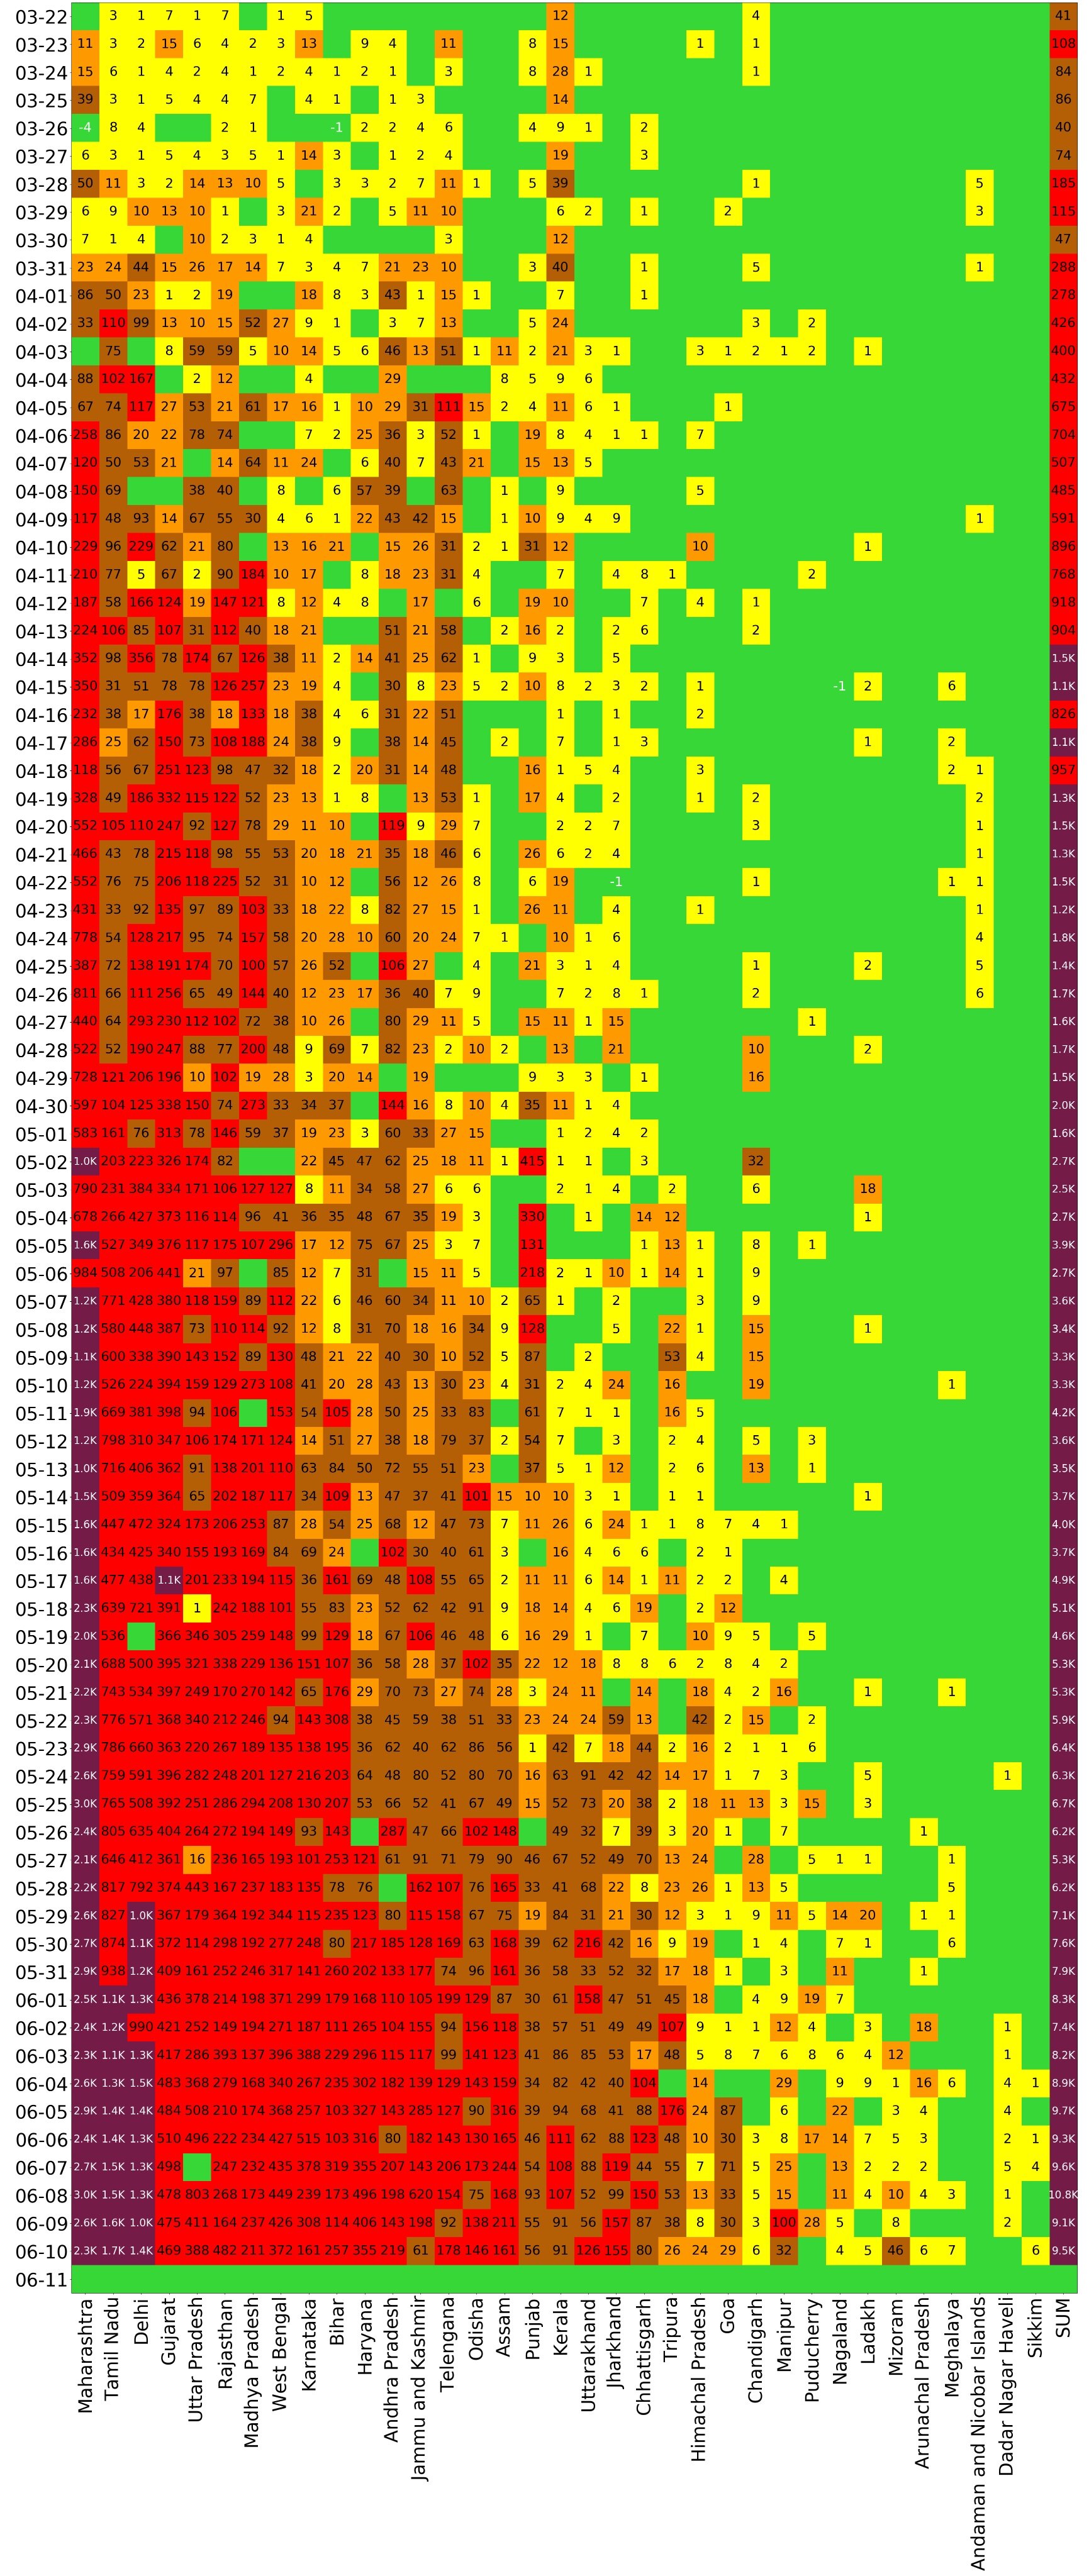 03-22 3 1 7 1 7 1 5 12 4 41
03-23 11 3 2 15 6 4 2 3 13 9 4 11 8 15 1 1 108
03-24 15 6 1 4 2 4 1 2 4 1 2 1 3 8 28 1 1 84
03-25 39 3 1 5 4 4 7 4 1 1 3 14 86
03-26 -4 8 4 2 1 -1 2 2 4 6 4 9 1 2 40
03-27 6 3 1 5 4 3 5 1 14 3 1 2 4 19 3 74
03-28 50 11 3 2 14 13 10 5 3 3 2 7 11 1 5 39 1 5 185
03-29 6 9 10 13 10 1 3 21 2 5 11 10 6 2 1 2 3 115
03-30 7 1 4 10 2 3 1 4 3 12 47
03-31 23 24 44 15 26 17 14 7 3 4 7 21 23 10 3 40 1 5 1 288
04-01 86 50 23 1 2 19 18 8 3 43 1 15 1 7 1 278
04-02 33 110 99 13 10 15 52 27 9 1 3 7 13 5 24 3 2 426
04-03 75 8 59 59 5 10 14 5 6 46 13 51 1 11 2 21 3 1 3 1 2 1 2 1 400
04-04 88 102 167 2 12 4 29 8 5 9 6 432
04-05 67 74 117 27 53 21 61 17 16 1 10 29 31 111 15 2 4 11 6 1 1 675
04-06 258 86 20 22 78 74 7 2 25 36 3 52 1 19 8 4 1 1 7 704
04-07 120 50 53 21 14 64 11 24 6 40 7 43 21 15 13 5 507
04-08 150 69 38 40 8 6 57 39 63 1 9 5 485
04-09 117 48 93 14 67 55 30 4 6 1 22 43 42 15 1 10 9 4 9 1 591
04-10 229 96 229 62 21 80 13 16 21 15 26 31 2 1 31 12 10 1 896
04-11 210 77 5 67 2 90 184 10 17 8 18 23 31 4 7 4 8 1 2 768
04-12 187 58 166 124 19 147 121 8 12 4 8 17 6 19 10 7 4 1 918
04-13 224 106 85 107 31 112 40 18 21 51 21 58 2 16 2 2 6 2 904
04-14 352 98 356 78 174 67 126 38 11 2 14 41 25 62 1 9 3 5 1.5K
04-15 350 31 51 78 78 126 257 23 19 4 30 8 23 5 2 10 8 2 3 2 1 -1 2 6 1.1K
04-16 232 38 17 176 38 18 133 18 38 4 6 31 22 51 1 1 2 826
04-17 286 25 62 150 73 108 188 24 38 9 38 14 45 2 7 1 3 1 2 1.1K
04-18 118 56 67 251 123 98 47 32 18 2 20 31 14 48 16 1 5 4 3 2 1 957
04-19 328 49 186 332 115 122 52 23 13 1 8 13 53 1 17 4 2 1 2 2 1.3K
04-20 552 105 110 247 92 127 78 29 11 10 119 9 29 7 2 2 7 3 1 1.5K
04-21 466 43 78 215 118 98 55 53 20 18 21 35 18 46 6 26 6 2 4 1 1.3K
04-22 552 76 75 206 118 225 52 31 10 12 56 12 26 8 6 19 -1 1 1 1 1.5K
04-23 431 33 92 135 97 89 103 33 18 22 8 82 27 15 1 26 11 4 1 1 1.2K
04-24 778 54 128 217 95 74 157 58 20 28 10 60 20 24 7 1 10 1 6 4 1.8K
04-25 387 72 138 191 174 70 100 57 26 52 106 27 4 21 3 1 4 1 2 5 1.4K
04-26 811 66 111 256 65 49 144 40 12 23 17 36 40 7 9 7 2 8 1 2 6 1.7K
04-27 440 64 293 230 112 102 72 38 10 26 80 29 11 5 15 11 1 15 1 1.6K
04-28 522 52 190 247 88 77 200 48 9 69 7 82 23 2 10 2 13 21 10 2 1.7K
04-29 728 121 206 196 10 102 19 28 3 20 14 19 9 3 3 1 16 1.5K
04-30 597 104 125 338 150 74 273 33 34 37 144 16 8 10 4 35 11 1 4 2.0K
05-01 583 161 76 313 78 146 59 37 19 23 3 60 33 27 15 1 2 4 2 1.6K
05-02 1.0K 203 223 326 174 82 22 45 47 62 25 18 11 1 415 1 1 3 32 2.7K
05-03 790 231 384 334 171 106 127 127 8 11 34 58 27 6 6 2 1 4 2 6 18 2.5K
05-04 678 266 427 373 116 114 96 41 36 35 48 67 35 19 3 330 1 14 12 1 2.7K
05-05 1.6K 527 349 376 117 175 107 296 17 12 75 67 25 3 7 131 1 13 1 8 1 3.9K
05-06 984 508 206 441 21 97 85 12 7 31 15 11 5 218 2 1 10 1 14 1 9 2.7K
05-07 1.2K 771 428 380 118 159 89 112 22 6 46 60 34 11 10 2 65 1 2 3 9 3.6K
05-08 1.2K 580 448 387 73 110 114 92 12 8 31 70 18 16 34 9 128 5 22 1 15 1 3.4K
05-09 1.1K 600 338 390 143 152 89 130 48 21 22 40 30 10 52 5 87 2 53 4 15 3.3K
05-10 1.2K 526 224 394 159 129 273 108 41 20 28 43 13 30 23 4 31 2 4 24 16 19 1 3.3K
05-11 1.9K 669 381 398 94 106 153 54 105 28 50 25 33 83 61 7 1 1 16 5 4.2K
05-12 1.2K 798 310 347 106 174 171 124 14 51 27 38 18 79 37 2 54 7 3 2 4 5 3 3.6K
05-13 1.0K 716 406 362 91 138 201 110 63 84 50 72 55 51 23 37 5 1 12 2 6 13 1 3.5K
05-14 1.5K 509 359 364 65 202 187 117 34 109 13 47 37 41 101 15 10 10 3 1 1 1 1 3.7K
05-15 1.6K 447 472 324 173 206 253 87 28 54 25 68 12 47 73 7 11 26 6 24 1 1 8 7 4 1 4.0K
05-16 1.6K 434 425 340 155 193 169 84 69 24 102 30 40 61 3 16 4 6 6 2 1 3.7K
05-17 1.6K 477 438 1.1K 201 233 194 115 36 161 69 48 108 55 65 2 11 11 6 14 1 11 2 2 4 4.9K
05-18 2.3K 639 721 391 1 242 188 101 55 83 23 52 62 42 91 9 18 14 4 6 19 2 12 5.1K
05-19 2.0K 536 366 346 305 259 148 99 129 18 67 106 46 48 6 16 29 1 7 10 9 5 5 4.6K
05-20 2.1K 688 500 395 321 338 229 136 151 107 36 58 28 37 102 35 22 12 18 8 8 6 2 8 4 2 5.3K
05-21 2.2K 743 534 397 249 170 270 142 65 176 29 70 73 27 74 28 3 24 11 14 18 4 2 16 1 1 5.3K
05-22 2.3K 776 571 368 340 212 246 94 143 308 38 45 59 38 51 33 23 24 24 59 13 42 2 15 2 5.9K
05-23 2.9K 786 660 363 220 267 189 135 138 195 36 62 40 62 86 56 1 42 7 18 44 2 16 2 1 1 6 6.4K
05-24 2.6K 759 591 396 282 248 201 127 216 203 64 48 80 52 80 70 16 63 91 42 42 14 17 1 7 3 5 1 6.3K
05-25 3.0K 765 508 392 251 286 294 208 130 207 53 66 52 41 67 49 15 52 73 20 38 2 18 11 13 3 15 3 6.7K
05-26 2.4K 805 635 404 264 272 194 149 93 143 287 47 66 102 148 49 32 7 39 3 20 1 7 1 6.2K
05-27 2.1K 646 412 361 16 236 165 193 101 253 121 61 91 71 79 90 46 67 52 49 70 13 24 28 5 1 1 1 5.3K
05-28 2.2K 817 792 374 443 167 237 183 135 78 76 162 107 76 165 33 41 68 22 8 23 26 1 13 5 5 6.2K
05-29 2.6K 827 1.0K 367 179 364 192 344 115 235 123 80 115 158 67 75 19 84 31 21 30 12 3 1 9 11 5 14 20 1 1 7.1K
05-30 2.7K 874 1.1K 372 114 298 192 277 248 80 217 185 128 169 63 168 39 62 216 42 16 9 19 1 4 7 1 6 7.6K
05-31 2.9K 938 1.2K 409 161 252 246 317 141 260 202 133 177 74 96 161 36 58 33 52 32 17 18 1 3 11 1 7.9K
06-01 2.5K 1.1K 1.3K 436 378 214 198 371 299 179 168 110 105 199 129 87 30 58 158 47 51 45 18 4 9 19 7 8.3K
06-02 2.4K 1.2K 990 421 252 149 194 271 187 111 265 104 155 94 156 118 38 57 51 49 49 107 9 1 1 12 4 3 18 1 7.4K
06-03 2.3K 1.1K 1.3K 417 286 393 137 396 388 229 296 115 117 99 141 123 41 86 85 53 17 48 5 8 7 6 8 6 4 12 1 8.2K
06-04 2.6K 1.3K 1.5K 483 368 279 168 340 267 235 302 182 139 129 143 159 34 82 42 40 104 14 29 9 9 1 16 6 4 1 8.9K
06-05 2.9K 1.4K 1.4K 484 508 210 174 368 257 103 327 143 285 127 90 316 39 94 68 41 88 176 24 87 6 22 3 4 4 9.7K
06-06 2.4K 1.4K 1.3K 510 496 222 234 427 515 103 316 80 182 143 130 165 46 111 62 88 123 48 10 30 3 8 17 14 7 5 3 2 1 9.3K
06-07 2.7K 1.5K 1.3K 498 247 232 435 378 319 355 207 143 206 173 244 54 108 88 119 44 55 7 71 5 25 13 2 2 2 5 4 9.6K
06-08 3.0K 1.5K 1.3K 478 803 268 173 449 239 173 496 198 620 154 75 168 93 107 52 99 150 53 13 33 5 15 11 4 10 4 3 1 10.8K
06-09 2.6K 1.6K 1.0K 475 411 164 237 426 308 114 406 143 198 92 138 211 55 91 56 157 87 38 8 30 3 100 28 5 8 2 9.1K
06-10 2.3K 1.7K 1.4K 469 388 482 211 372 161 257 355 219 61 178 146 161 56 91 126 155 80 26 24 29 6 32 4 5 46 6 7 6 9.5K
06-11
Maharashtra
Tamil Nadu
Delhi
Gujarat
Uttar Pradesh
Rajasthan
Madhya Pradesh
West Bengal
Karnataka
Bihar
Haryana
Andhra Pradesh
Jammu and Kashmir
Telengana
Odisha
Assam
Punjab
Kerala
Uttarakhand
Jharkhand
Chhattisgarh
Tripura
Himachal Pradesh
Goa
Chandigarh
Manipur
Puducherry
Nagaland
Ladakh
Mizoram
Arunachal Pradesh
Meghalaya
Andaman and Nicobar Islands
Dadar Nagar Haveli
Sikkim
SUM